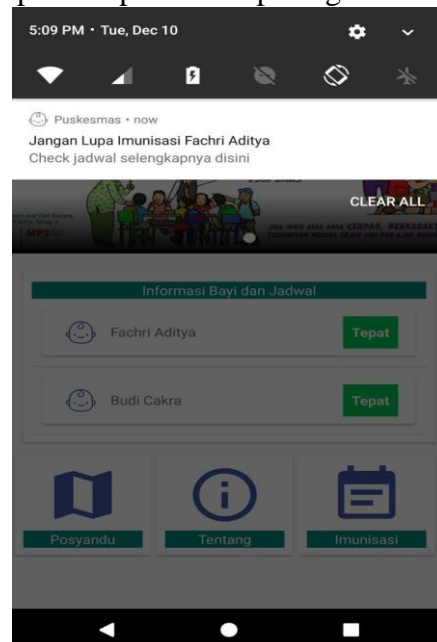 5:09 PM • Tue, Dec 10
Puskesmas • now
Jangan Lupa Imunisasi Fachri Aditya
Check jadwal selengkapnya disini
CLEAR ALL
MP3
Informasi Bayi dan Jadwal
Fachri Aditya
Tepat
Budi Cakra
Tepat
Posyandu
Tentang
Imunisasi